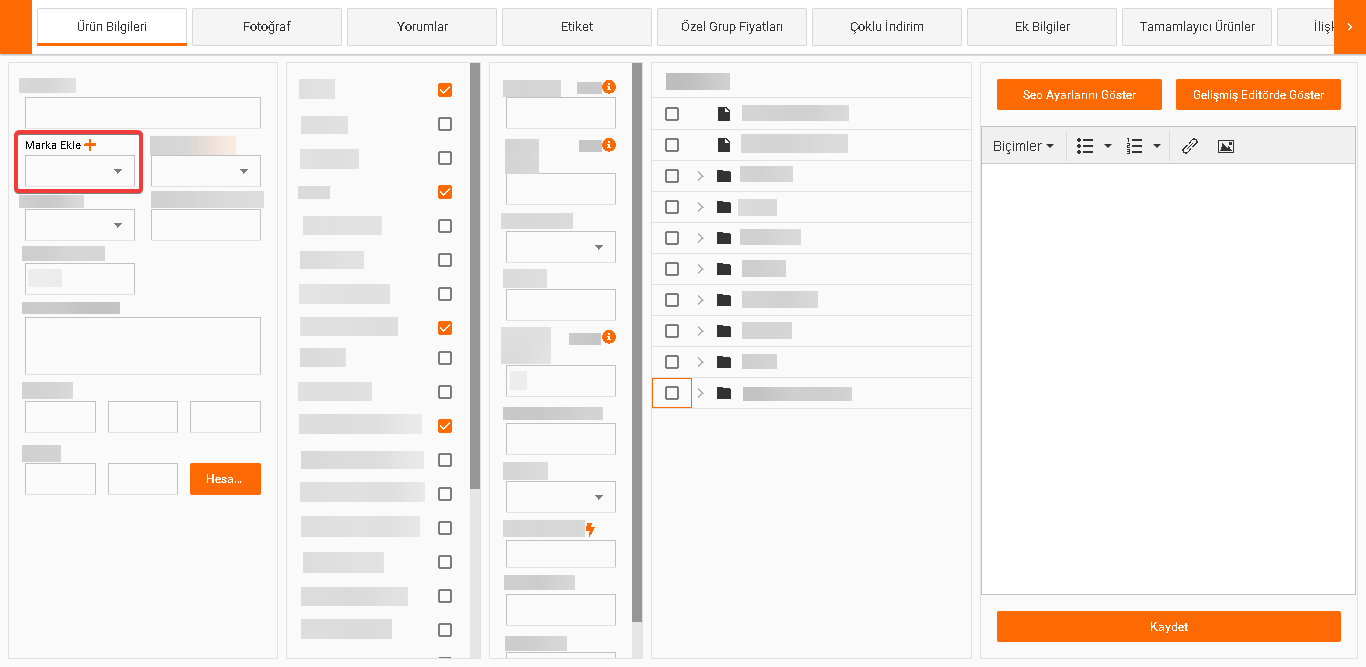 Ürün Bilgileri
Fotoğraf
Yorumlar
Etiket
Özel Grup Fiyatları
Çoklu İndirim
Ek Bilgiler
Tamamlayıcı Ürünler
Marka Ekle
Hesa...
Seo Ayarlarını Göster
Gelişmiş Editörde Göster
Biçimler
Kaydet